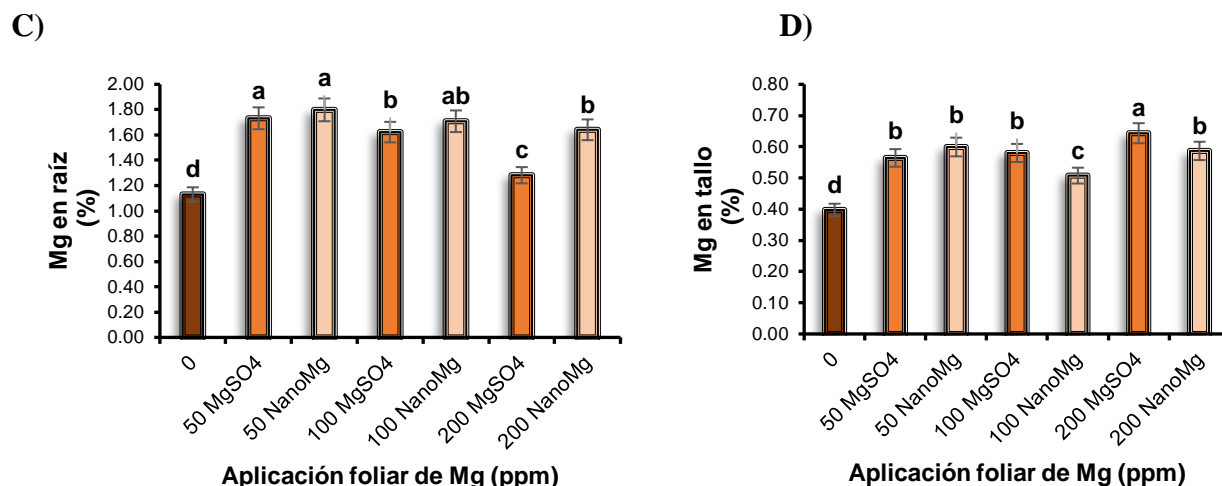 C)
Mg en raíz
(%)
2.00
1.80
1.60
1.40
1.20
1.00
0.80
0.60
0.40
0.20
0.00
d
a
a
b
ab
c
b
0
50 MgSO4
50 NanoMg
100 MgSO4
100 NanoMg
200 MgSO4
200 NanoMg
Aplicación foliar de Mg (ppm)
D)
Mg en tallo
(%)
0.80
0.70
0.60
0.50
0.40
0.30
0.20
0.10
0.00
d
b
b
b
c
a
b
0
50 MgSO4
50 NanoMg
100 MgSO4
100 NanoMg
200 MgSO4
200 NanoMg
Aplicación foliar de Mg (ppm)